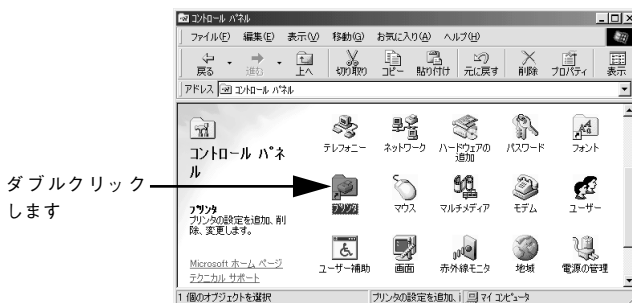 コントロール パネル
ファイル(F) 編集(E) 表示(V) 移動(G) お気に入り(A) ヘルプ(H)
戻る 進む 上へ 切り取り コピー 貼り付け 元に戻す 削除 プロパティ 表示
アドレス コントロール パネル
コントロール パネ
ル
プリンタ
プリンタの設定を追加、削
除、変更します。
Microsoft ホーム ページ
テクニカル サポート
テレフォニー ネットワーク ハードウェアの
追加 パスワード フォント
プリンタ マウス マルチメディア モデム ユーザー
ユーザー補助 画面 赤外線モニタ 地域 電源の管理
1 個のオブジェクトを選択 プリンタの設定を追加、i マイ コンピュータ
ダブルクリック
します